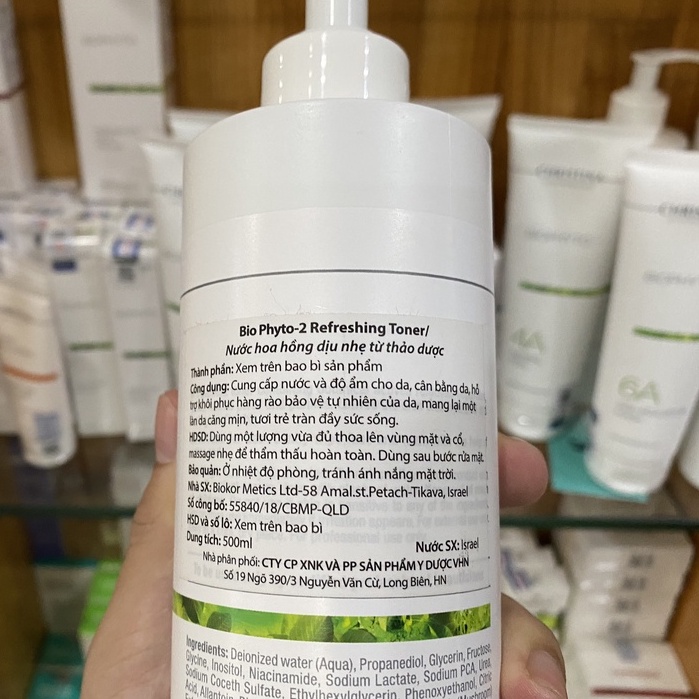 Bio Phyto-2 Refreshing Toner/
Nước hoa hồng dịu nhẹ từ thảo dược
Thành phần: Xem trên bao bì sản phẩm
Công dụng: Cung cấp nước và độ ẩm cho da, cân bằng da, hỗ
trợ khôi phục hàng rào bảo vệ tự nhiên của da, mang lại một
làn da căng mịn, tươi trẻ tràn đầy sức sống.
HDSD: Dùng một lượng vừa đủ thoa lên vùng mặt và cổ,
massage nhẹ để thẩm thấu hoàn toàn. Dùng sau bước rửa mặt.
Bảo quản: Ở nhiệt độ phòng, tránh ánh nắng mặt trời.
Nhà SX: Biokor Metics Ltd-58 Amal.st.Petach-Tikava, Israel
Số công bố: 55840/18/CBMP-QLD
HSD và số lô: Xem trên bao bì
Dung tích: 500ml Nước SX: Israel
Nhà phân phối: CTY CP XNK VÀ PP SẢN PHẨM Y DƯỢC VHN
Số 19 Ngõ 390/3 Nguyễn Văn Cừ, Long Biên, HN
Ingredients: Deionized water (Aqua), Propanediol, Glycerin, Fructose,
Glycine, Inositol, Niacinamide, Sodium Lactate, Sodium PCA, Urea,
Sodium Coceth Sulfate, Ethylhexylglycerin, Phenoxyethanol, Citric
Acid, Allantoin,
4A
6A